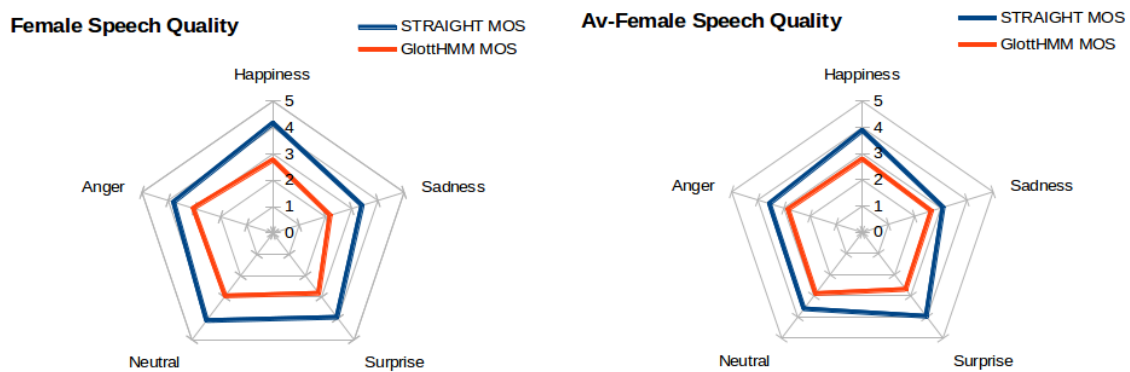 Female Speech Quality
STRAIGHT MOS
GlottHMM MOS
Happiness
5
4
3
2
1
0
Anger
Sadness
Neutral
Surprise
Av-Female Speech Quality
STRAIGHT MOS
GlottHMM MOS
Happiness
5
4
3
2
1
0
Anger
Sadness
Neutral
Surprise